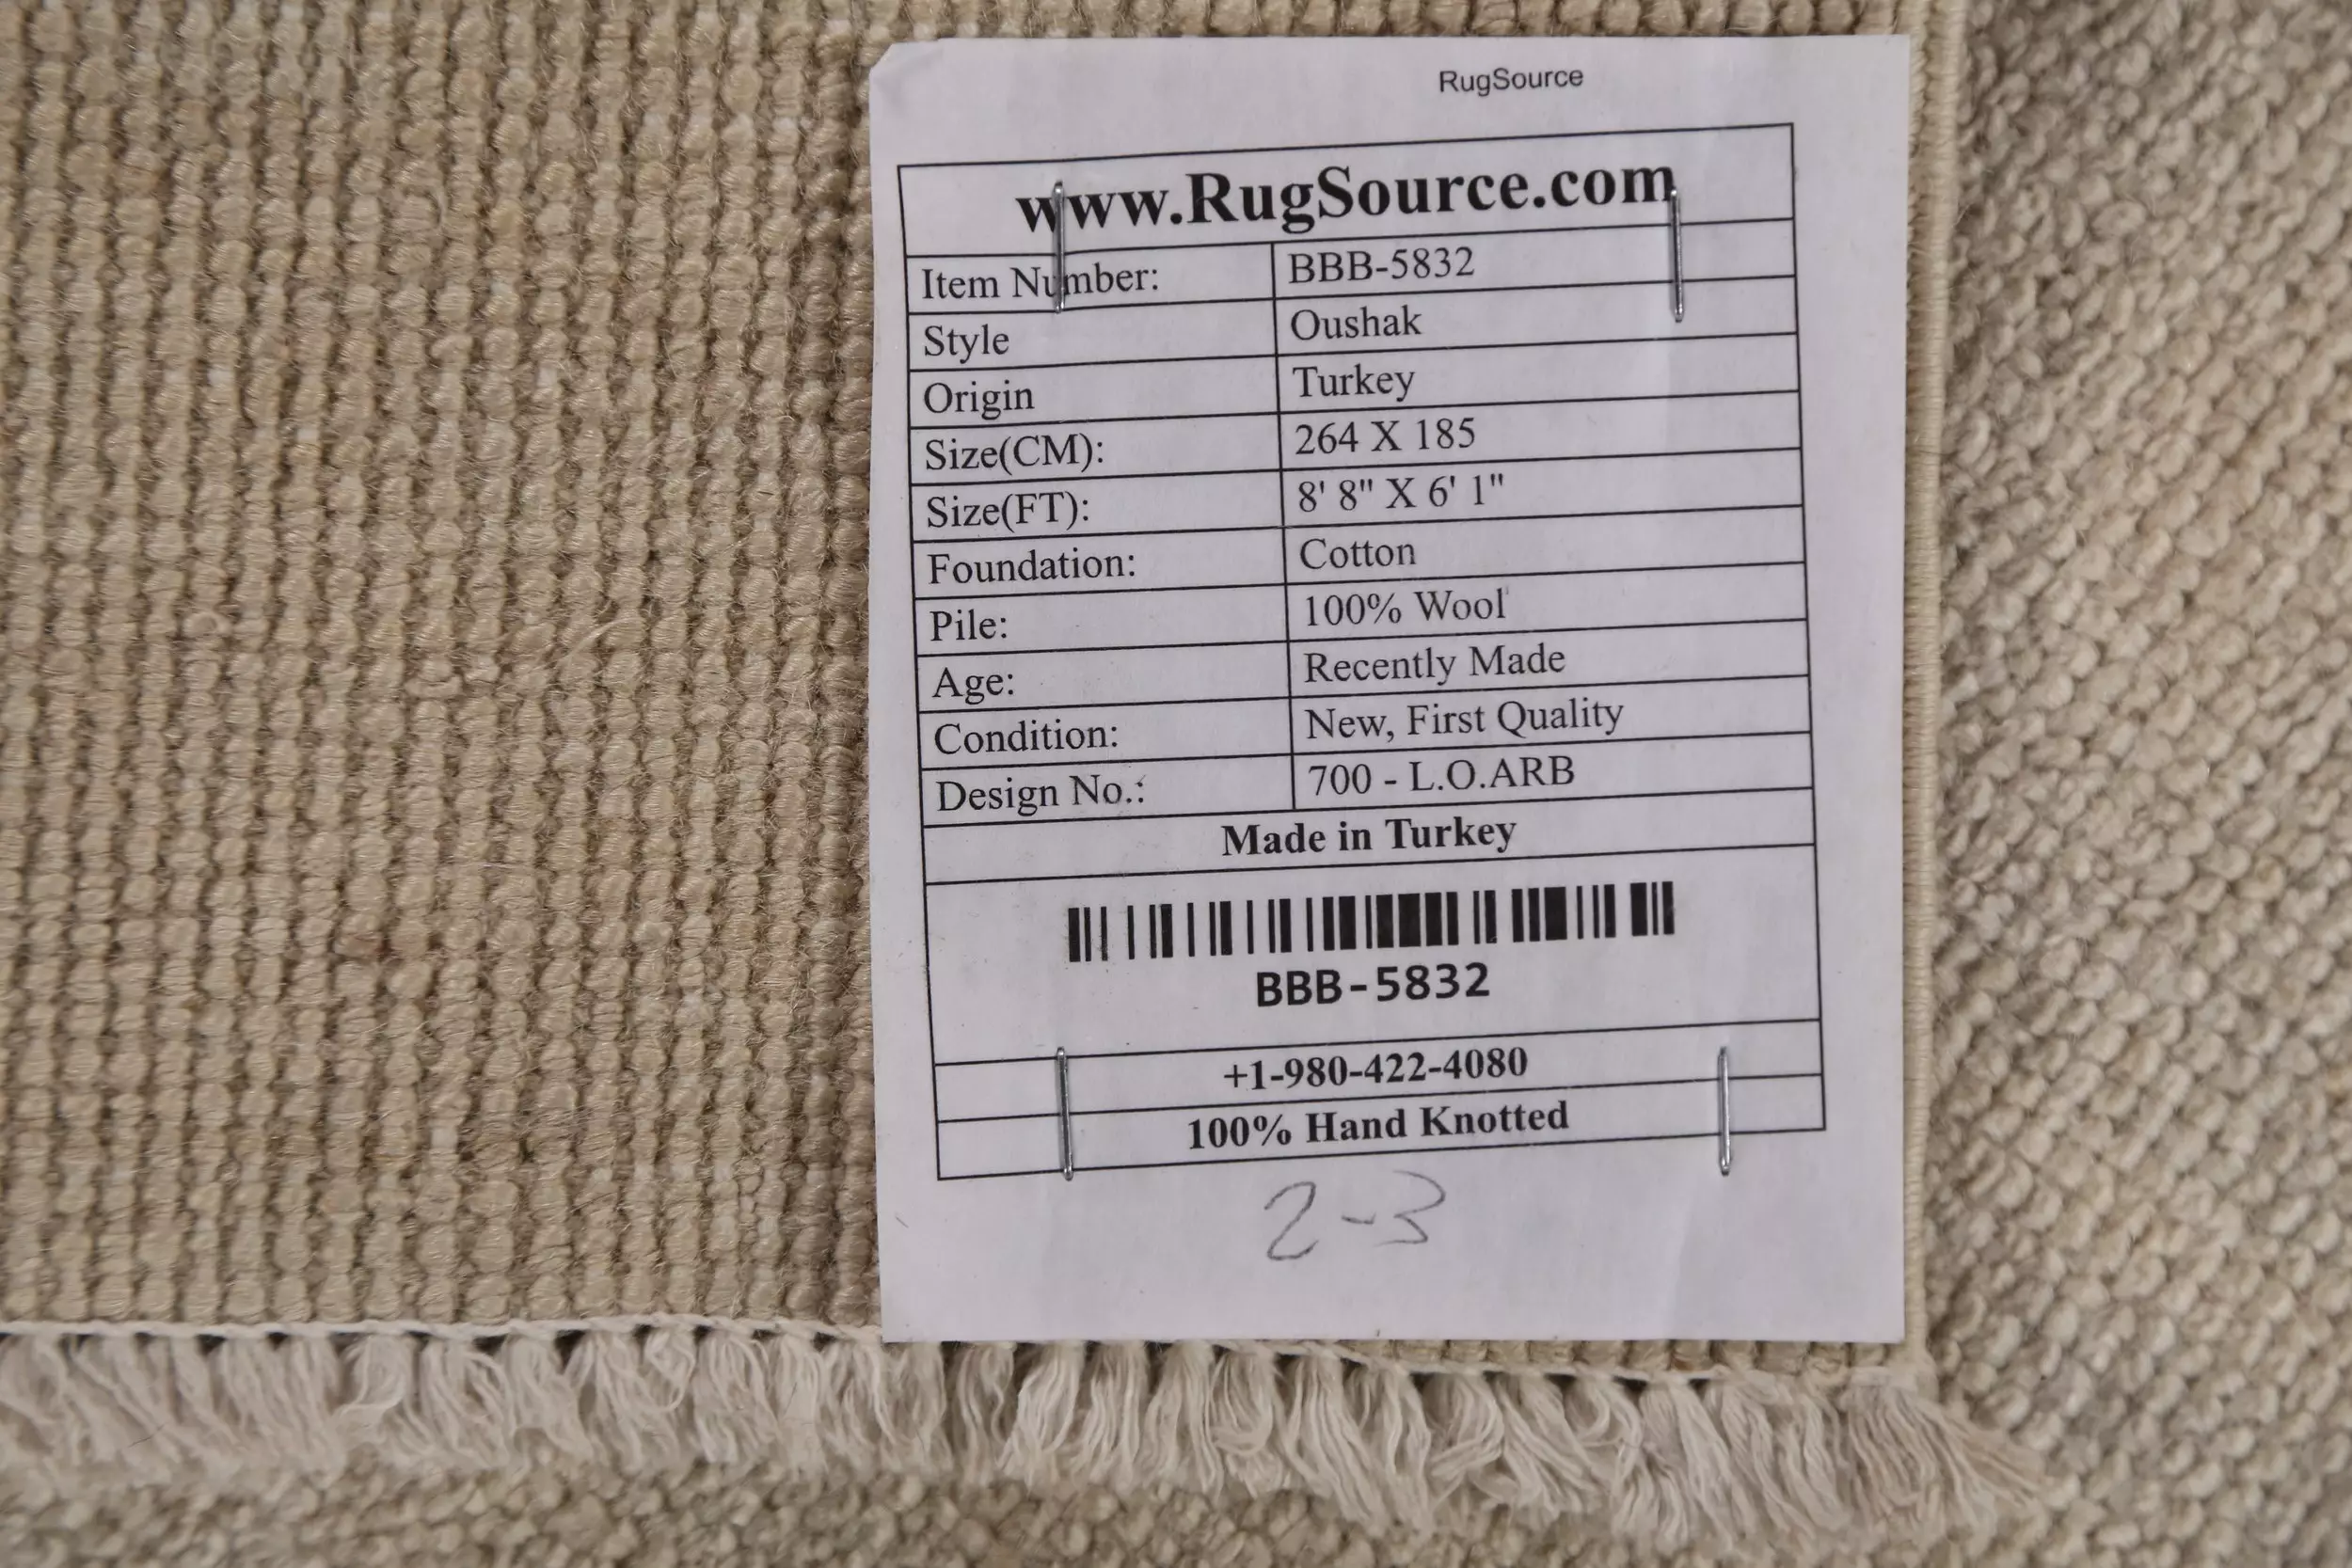 RugSource
www.RugSource.com
Item Number: BBB-5832
Style Oushak
Origin Turkey
Size(CM): 264 X 185
Size(FT): 8' 8" X 6' 1"
Foundation: Cotton
Pile: 100% Wool
Age: Recently Made
Condition: New, First Quality
Design No.: 700 - L.O.ARB
Made in Turkey
BBB-5832
+1-980-422-4080
100% Hand Knotted
2-3